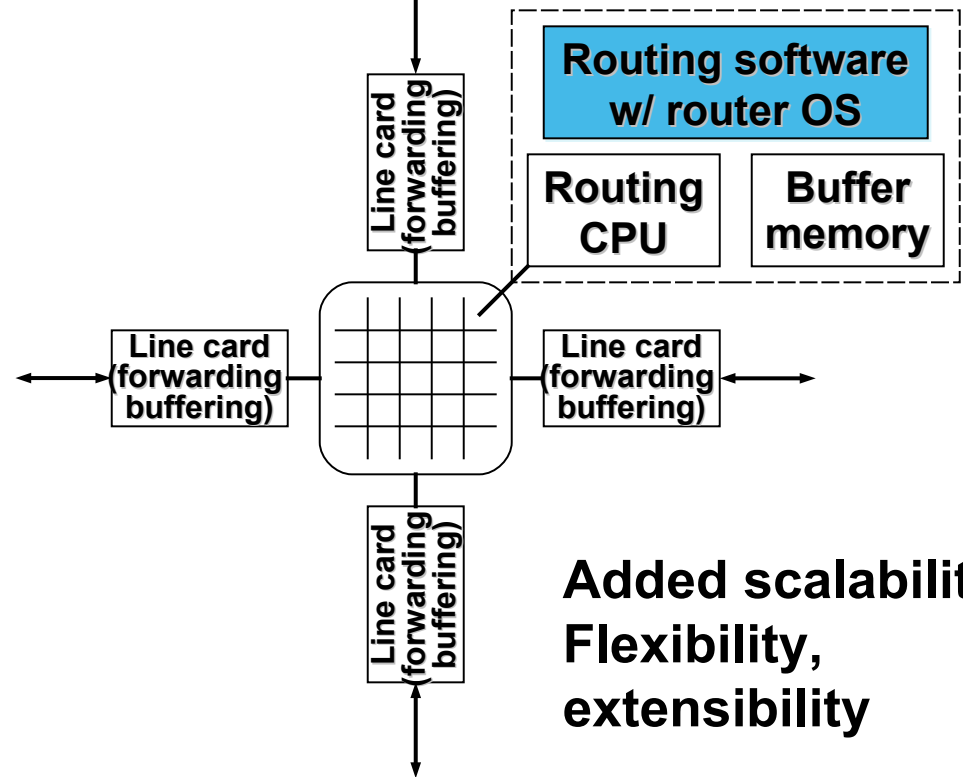 Routing software
w/ router OS
Routing
CPU
Buffer
memory
Line card
(forwarding
buffering)
Line card
(forwarding
buffering)
Line card
(forwarding
buffering)
Line card
(forwarding
buffering)
Added scalabilit
Flexibility,
extensibility